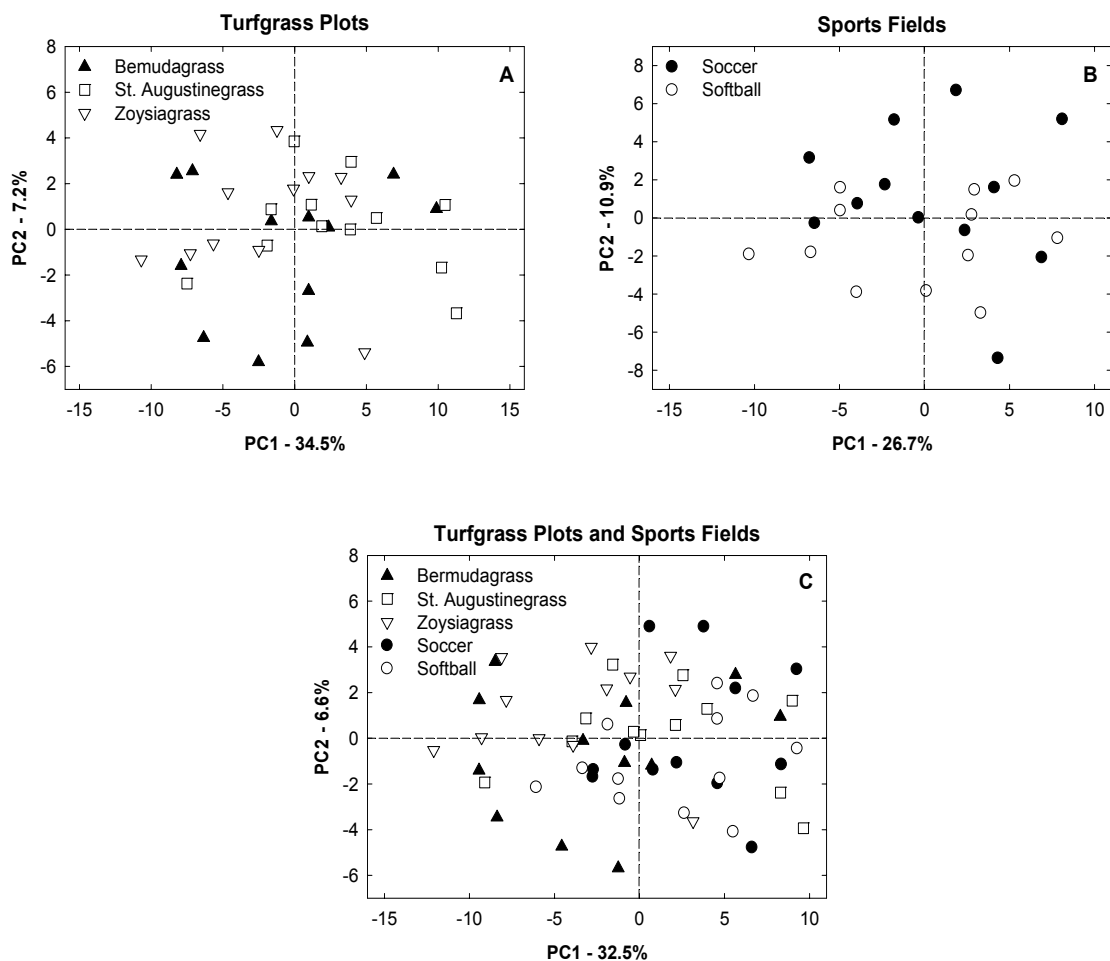 Turfgrass Plots
Bemudagrass
St. Augustinegrass
Zoysiagrass
A
8
6
4
2
0
-2
-4
-6
PC2 - 7.2%
-15 -10 -5 0 5 10 15
PC1 - 34.5%
Sports Fields
Soccer
Softball
B
8
6
4
2
0
-2
-4
-6
-8
PC2 - 10.9%
-15 -10 -5 0 5 10
PC1 - 26.7%
Turfgrass Plots and Sports Fields
Bermudagrass
St. Augustinegrass
Zoysiagrass
Soccer
Softball
C
8
6
4
2
0
-2
-4
-6
PC2 - 6.6%
-15 -10 -5 0 5 10
PC1 - 32.5%